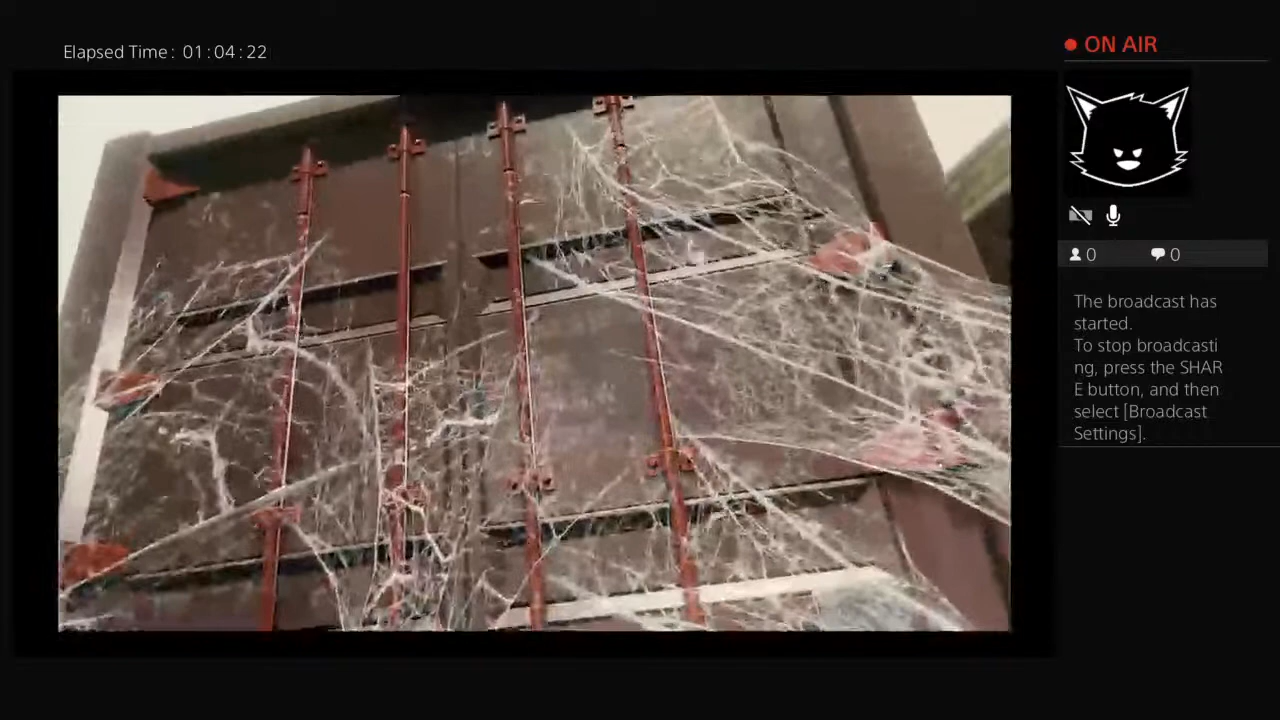 Elapsed Time: 01:04:22
ON AIR
0 0
The broadcast has
started.
To stop broadcasti
ng, press the SHAR
E button, and then
select [Broadcast
Settings].